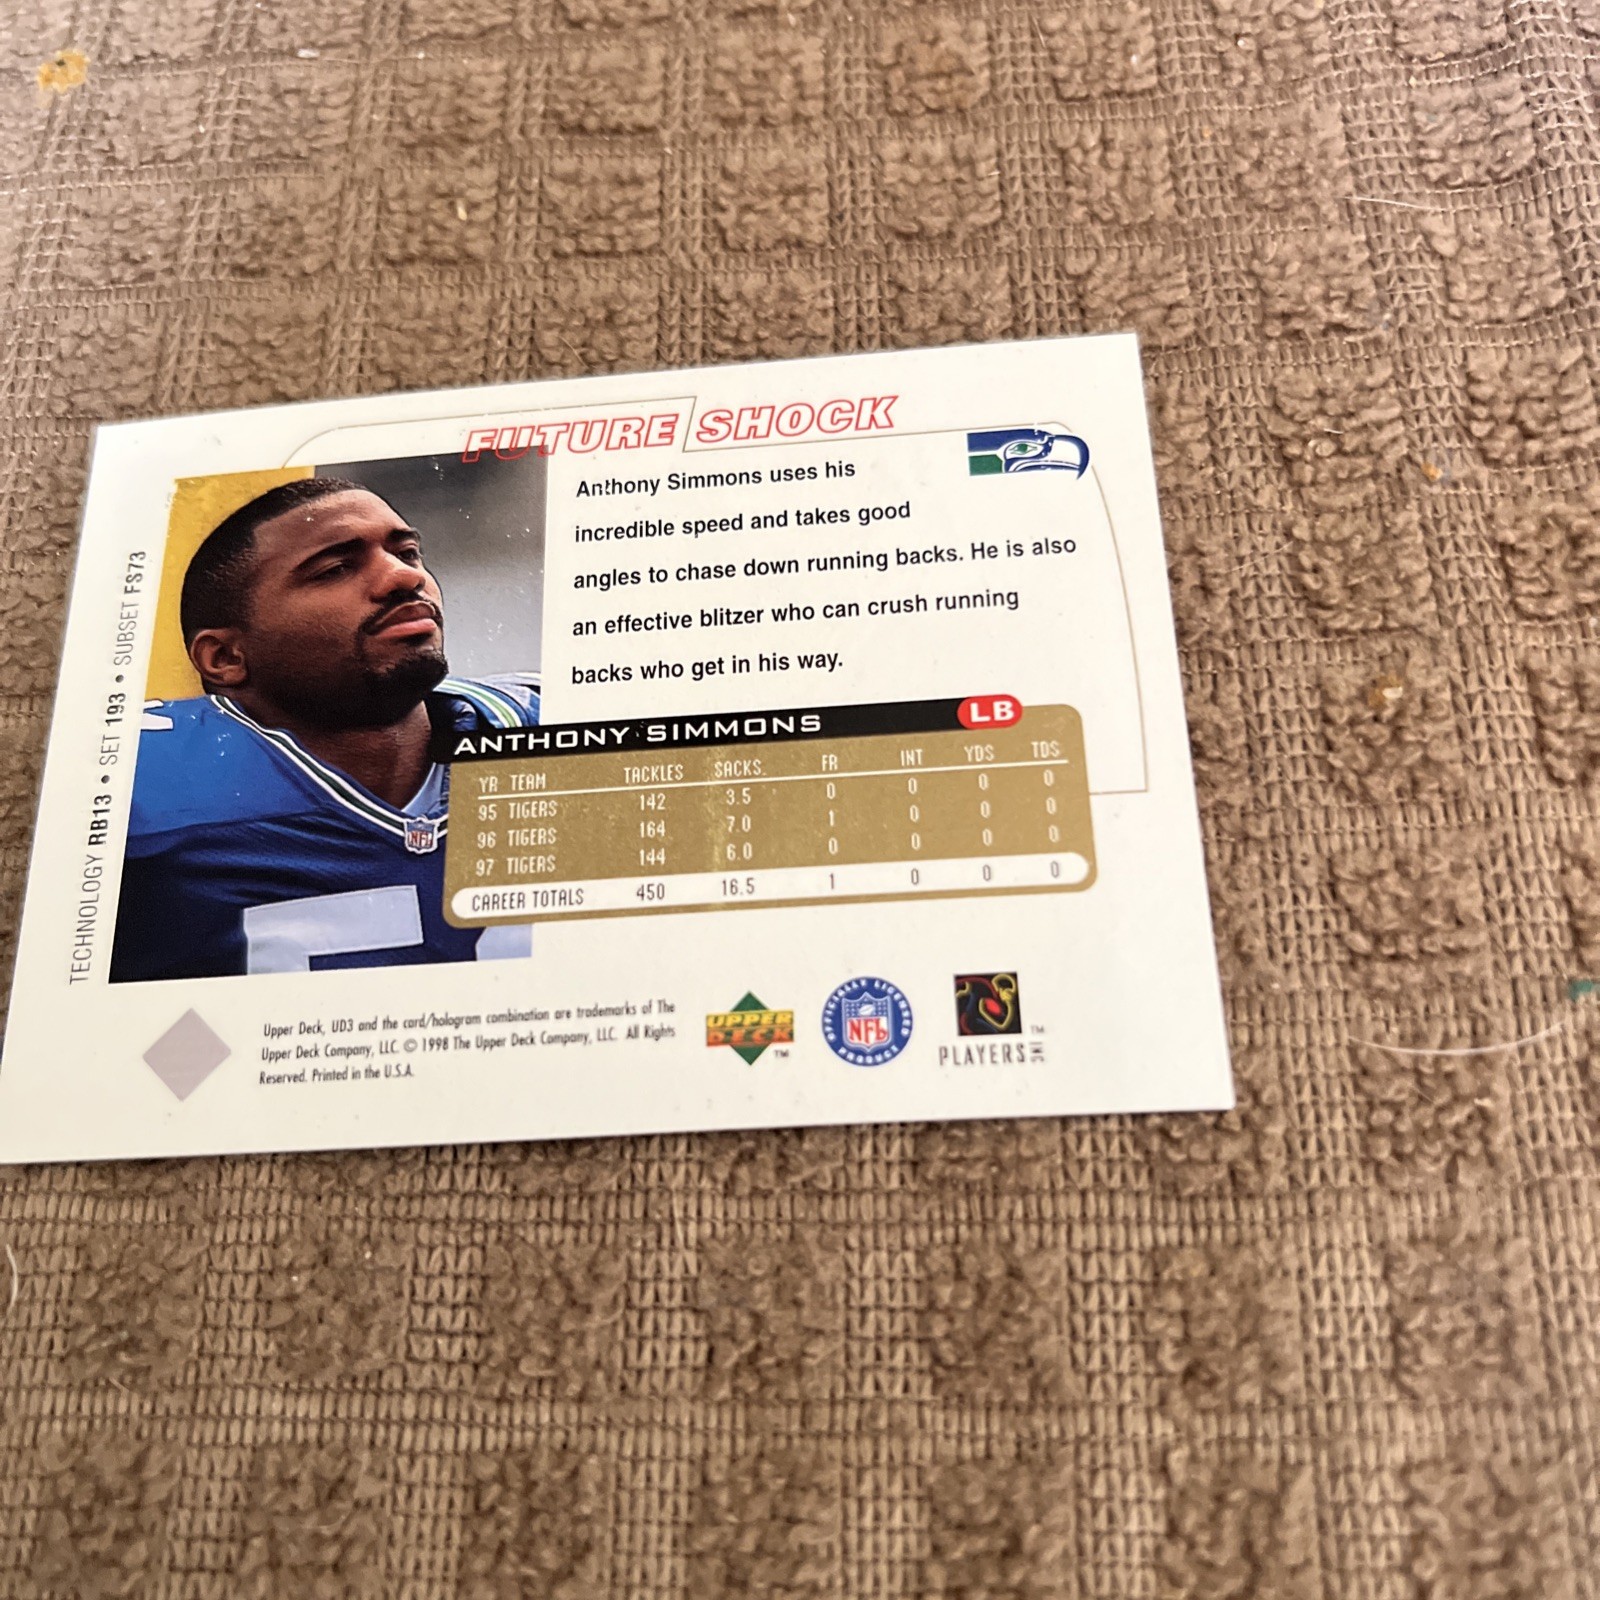 FUTURE SHOCK
Anthony Simmons uses his
incredible speed and takes good
angles to chase down running backs. He is also
an effective blitzer who can crush running
backs who get in his way.
TECHNOLOGY RB13 • SET 193 • SUBSET FS73
ANTHONY SIMMONS LB
YR TEAM TACKLES SACKS FR INT YDS TDS
95 TIGERS 142 3.5 0 0 0 0
96 TIGERS 164 7.0 1 0 0 0
97 TIGERS 144 6.0 0 0 0 0
CAREER TOTALS 450 16.5 1 0 0 0
NFL
Upper Deck, UD3 and the card/hologram combination are trademarks of The
Upper Deck Company, LLC. © 1998 The Upper Deck Company, LLC. All Rights
Reserved. Printed in the U.S.A.
UPPER
DECK
TM
OFFICIALLY LICENSED
NFL
PRODUCT
PLAYERS INC
TM